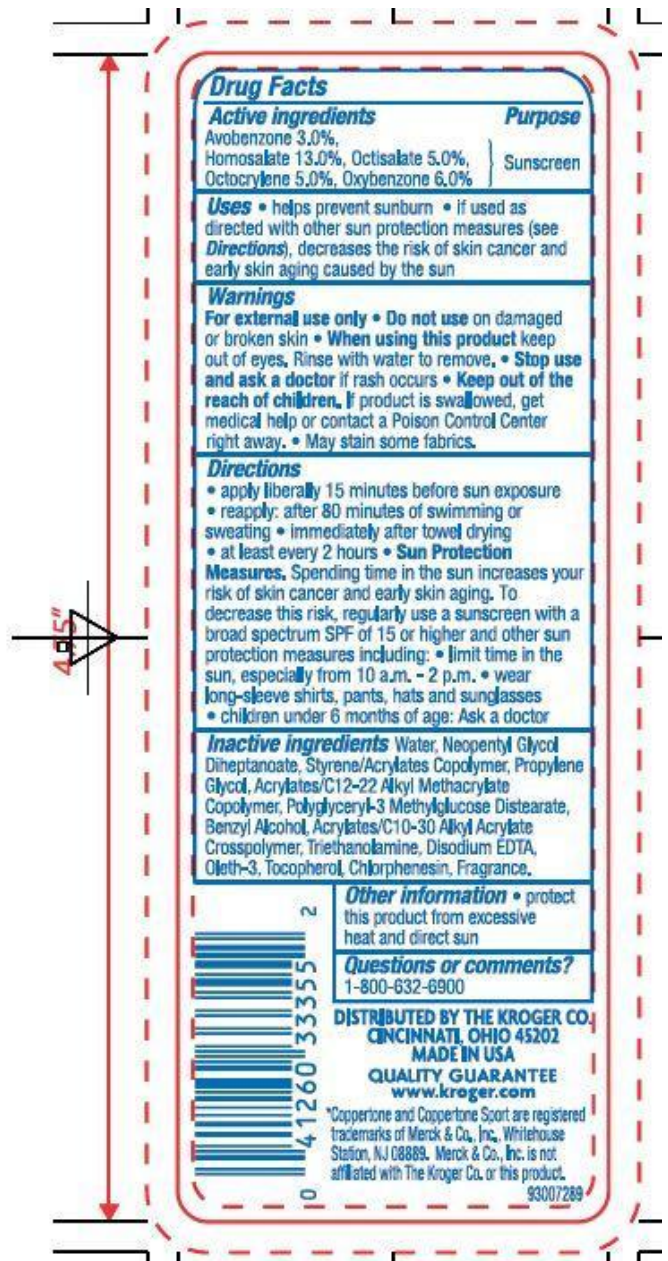 Drug Facts
Active ingredients Purpose
Avobenzone 3.0%,
Homosalate 13.0%, Octisalate 5.0%,
Octocrylene 5.0%, Oxybenzone 6.0%
Sunscreen
Uses • helps prevent sunburn • if used as
directed with other sun protection measures (see
Directions), decreases the risk of skin cancer and
early skin aging caused by the sun
Warnings
For external use only • Do not use on damaged
or broken skin • When using this product keep
out of eyes. Rinse with water to remove. • Stop use
and ask a doctor if rash occurs • Keep out of the
reach of children. If product is swallowed, get
medical help or contact a Poison Control Center
right away. • May stain some fabrics.
Directions
• apply liberally 15 minutes before sun exposure
• reapply: after 80 minutes of swimming or
sweating • immediately after towel drying
• at least every 2 hours • Sun Protection
Measures. Spending time in the sun increases your
risk of skin cancer and early skin aging. To
decrease this risk, regularly use a sunscreen with a
broad spectrum SPF of 15 or higher and other sun
protection measures including: • limit time in the
sun, especially from 10 a.m. - 2 p.m. • wear
long-sleeve shirts, pants, hats and sunglasses
• children under 6 months of age: Ask a doctor
Inactive ingredients Water, Neopentyl Glycol
Diheptanoate, Styrene/Acrylates Copolymer, Propylene
Glycol, Acrylates/C12-22 Alkyl Methacrylate
Copolymer, Polyglyceryl-3 Methylglucose Distearate,
Benzyl Alcohol, Acrylates/C10-30 Alkyl Acrylate
Crosspolymer, Triethanolamine, Disodium EDTA,
Oleth-3, Tocopherol, Chlorphenesin, Fragrance.
Other information • protect
this product from excessive
heat and direct sun
Questions or comments?
1-800-632-6900
0 41260 33355 2
DISTRIBUTED BY THE KROGER CO.
CINCINNATI, OHIO 45202
MADE IN USA
QUALITY GUARANTEE
www.kroger.com
*Coppertone and Coppertone Sport are registered
trademarks of Merck & Co., Inc., Whitehouse
Station, NJ 08889. Merck & Co., Inc. is not
affiliated with The Kroger Co. or this product.
93007289